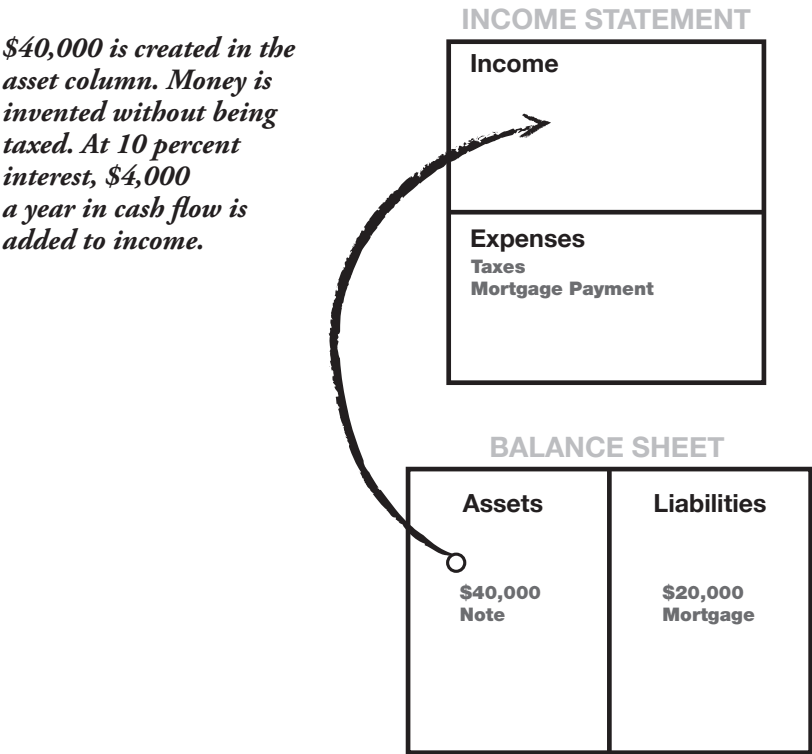 $40,000 is created in the
asset column. Money is
invented without being
taxed. At 10 percent
interest, $4,000
a year in cash flow is
added to income.
INCOME STATEMENT
Income
Expenses
Taxes
Mortgage Payment
BALANCE SHEET
Assets
$40,000
Note
Liabilities
$20,000
Mortgage